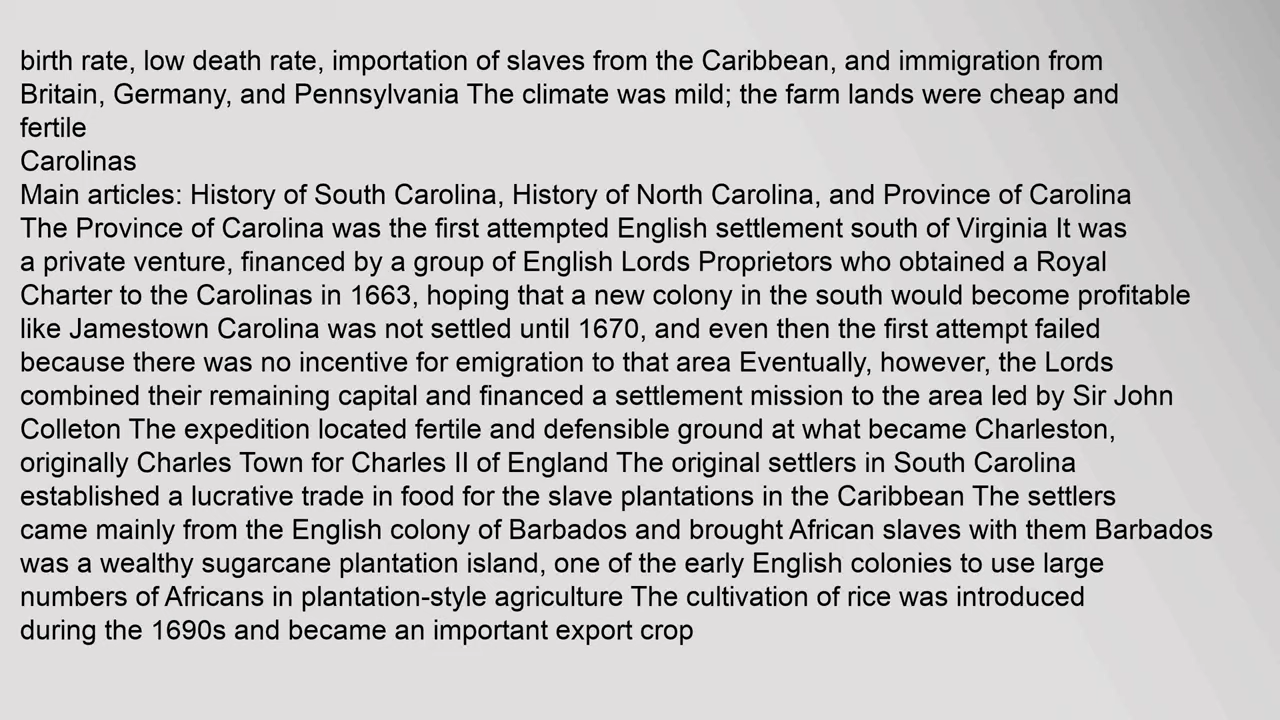 birth rate, low death rate, importation of slaves from the Caribbean, and immigration from
Britain, Germany, and Pennsylvania The climate was mild; the farm lands were cheap and
fertile
Carolinas
Main articles: History of South Carolina, History of North Carolina, and Province of Carolina
The Province of Carolina was the first attempted English settlement south of Virginia It was
a private venture, financed by a group of English Lords Proprietors who obtained a Royal
Charter to the Carolinas in 1663, hoping that a new colony in the south would become profitable
like Jamestown Carolina was not settled until 1670, and even then the first attempt failed
because there was no incentive for emigration to that area Eventually, however, the Lords
combined their remaining capital and financed a settlement mission to the area led by Sir John
Colleton The expedition located fertile and defensible ground at what became Charleston,
originally Charles Town for Charles II of England The original settlers in South Carolina
established a lucrative trade in food for the slave plantations in the Caribbean The settlers
came mainly from the English colony of Barbados and brought African slaves with them Barbados
was a wealthy sugarcane plantation island, one of the early English colonies to use large
numbers of Africans in plantation-style agriculture The cultivation of rice was introduced
during the 1690s and became an important export crop